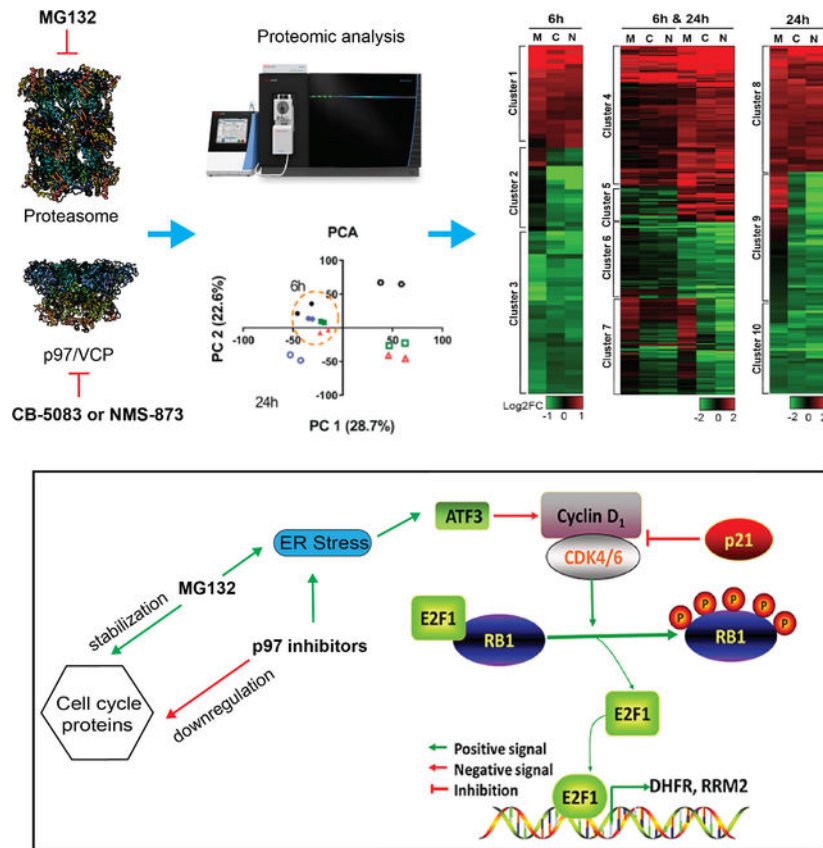 MG132
Proteasome
p97/VCP
CB-5083 or NMS-873
Proteomic analysis
PCA
PC 2 (22.6%)
6h
24h
100
50
-100
-50
50
100
-50
-100
PC 1 (28.7%)
6h
M C N
Cluster 1
Cluster 2
Cluster 3
Log2FC
-1 1
6h & 24h
M C N M C N
Cluster 4
Cluster 5
Cluster 6
Cluster 7
-2 2
24h
M C N
Cluster 8
Cluster 9
Cluster 10
-2 2
ER Stress
ATF3
Cyclin D1
CDK4/6
p21
MG132
stabilization
p97 inhibitors
downregulation
Cell cycle
proteins
E2F1
RB1
P P P P P
RB1
E2F1
Positive signal
Negative signal
Inhibition
E2F1
DHFR, RRM2